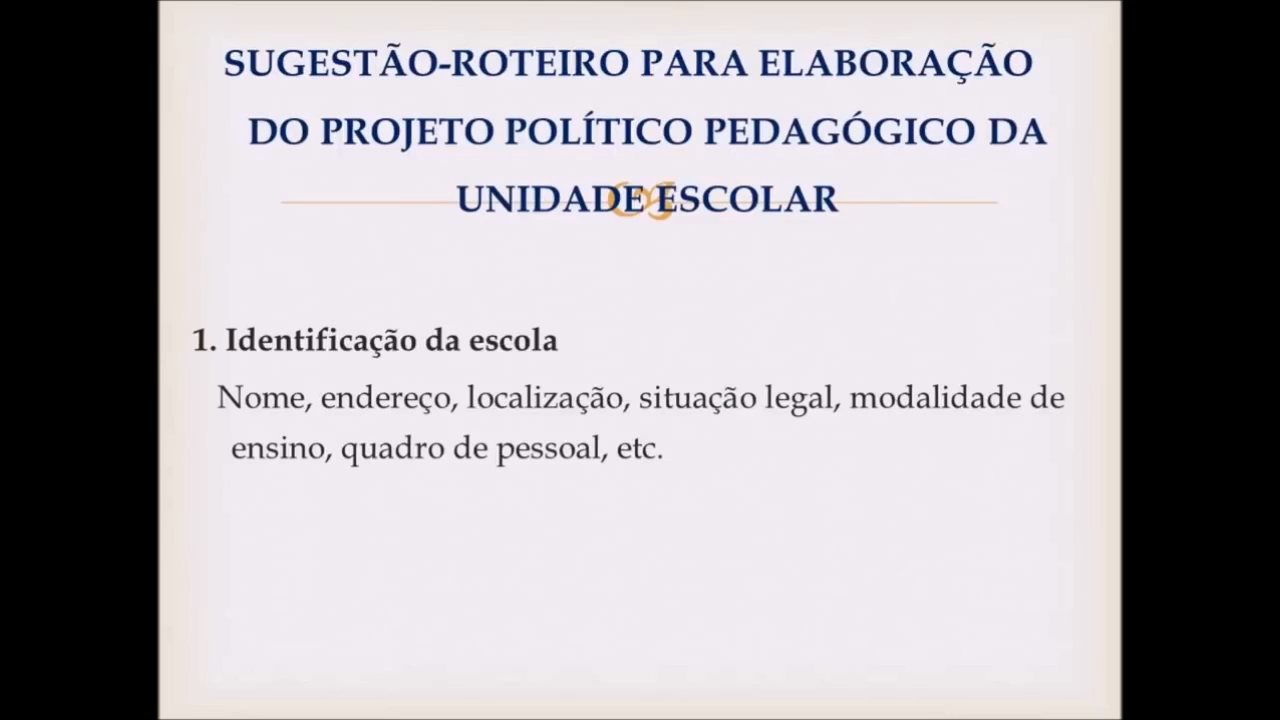 SUGESTÃO-ROTEIRO PARA ELABORAÇÃO
DO PROJETO POLÍTICO PEDAGÓGICO DA
UNIDADE ESCOLAR
1. Identificação da escola
Nome, endereço, localização, situação legal, modalidade de
ensino, quadro de pessoal, etc.